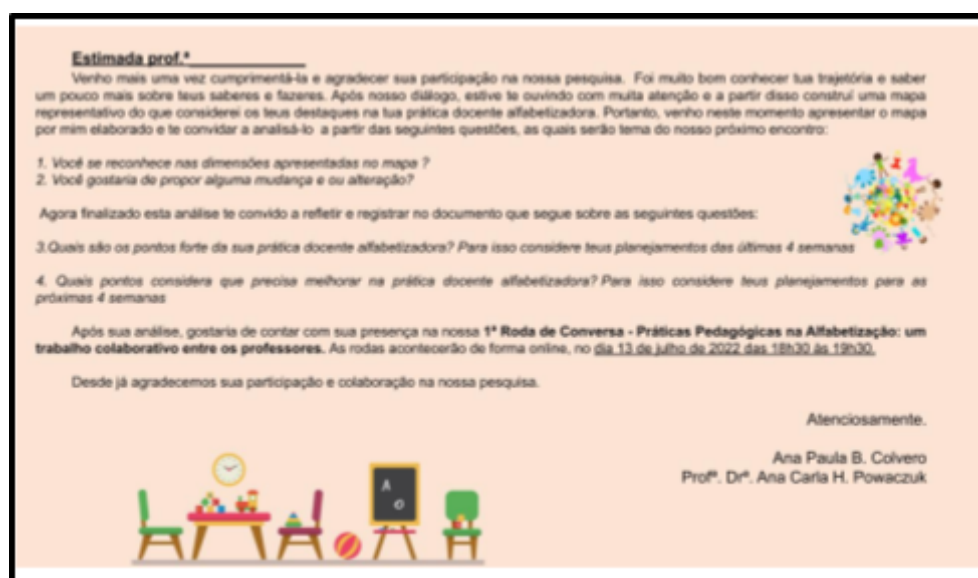 Estimada prof.ª______________
Venho mais uma vez cumprimentá-la e agradecer sua participação na nossa pesquisa. Foi muito bom conhecer tua trajetória e saber
um pouco mais sobre teus saberes e fazeres. Após nosso diálogo, estive te ouvindo com muita atenção e a partir disso construí uma mapa
representativo do que considerei os teus destaques na tua prática docente alfabetizadora. Portanto, venho neste momento apresentar o mapa
por mim elaborado e te convidar a analisá-lo a partir das seguintes questões, as quais serão tema do nosso próximo encontro:
1. Você se reconhece nas dimensões apresentadas no mapa ?
2. Você gostaria de propor alguma mudança e ou alteração?
Agora finalizado esta análise te convido a refletir e registrar no documento que segue sobre as seguintes questões:
3.Quais são os pontos forte da sua prática docente alfabetizadora? Para isso considere teus planejamentos das últimas 4 semanas
4. Quais pontos considera que precisa melhorar na prática docente alfabetizadora? Para isso considere teus planejamentos para as
próximas 4 semanas
Após sua análise, gostaria de contar com sua presença na nossa 1ª Roda de Conversa - Práticas Pedagógicas na Alfabetização: um
trabalho colaborativo entre os professores. As rodas acontecerão de forma online, no dia 13 de julho de 2022 das 18h30 às 19h30.
Desde já agradecemos sua participação e colaboração na nossa pesquisa.
Atenciosamente.
Ana Paula B. Colvero
Profª. Drª. Ana Carla H. Powaczuk
A
O